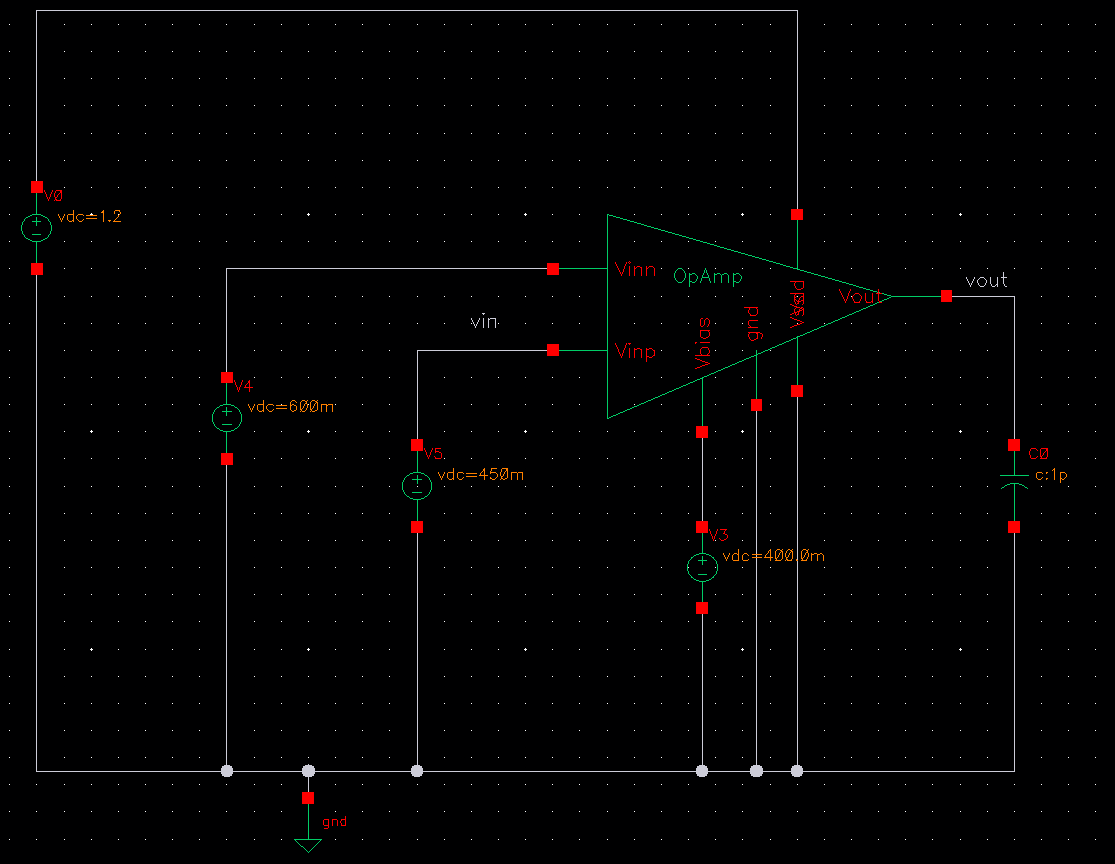 V0
vdc=1.2
Vinn
OpAmp
Vout
vout
vin
Vinp
Vbias
gnd
V4
vdc=600m
V5
vdc=450m
C0
c:1p
V3
vdc=400.0m
gnd